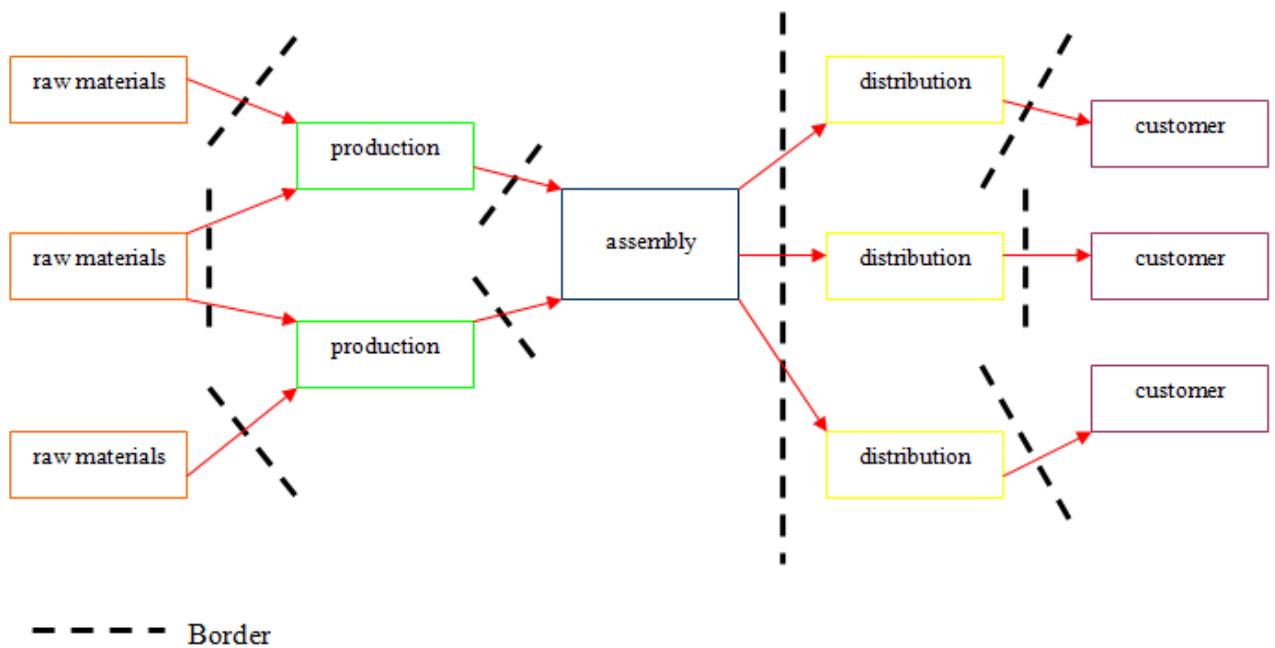 raw materials
production
raw materials
production
raw materials
assembly
distribution
distribution
distribution
customer
customer
customer
Border